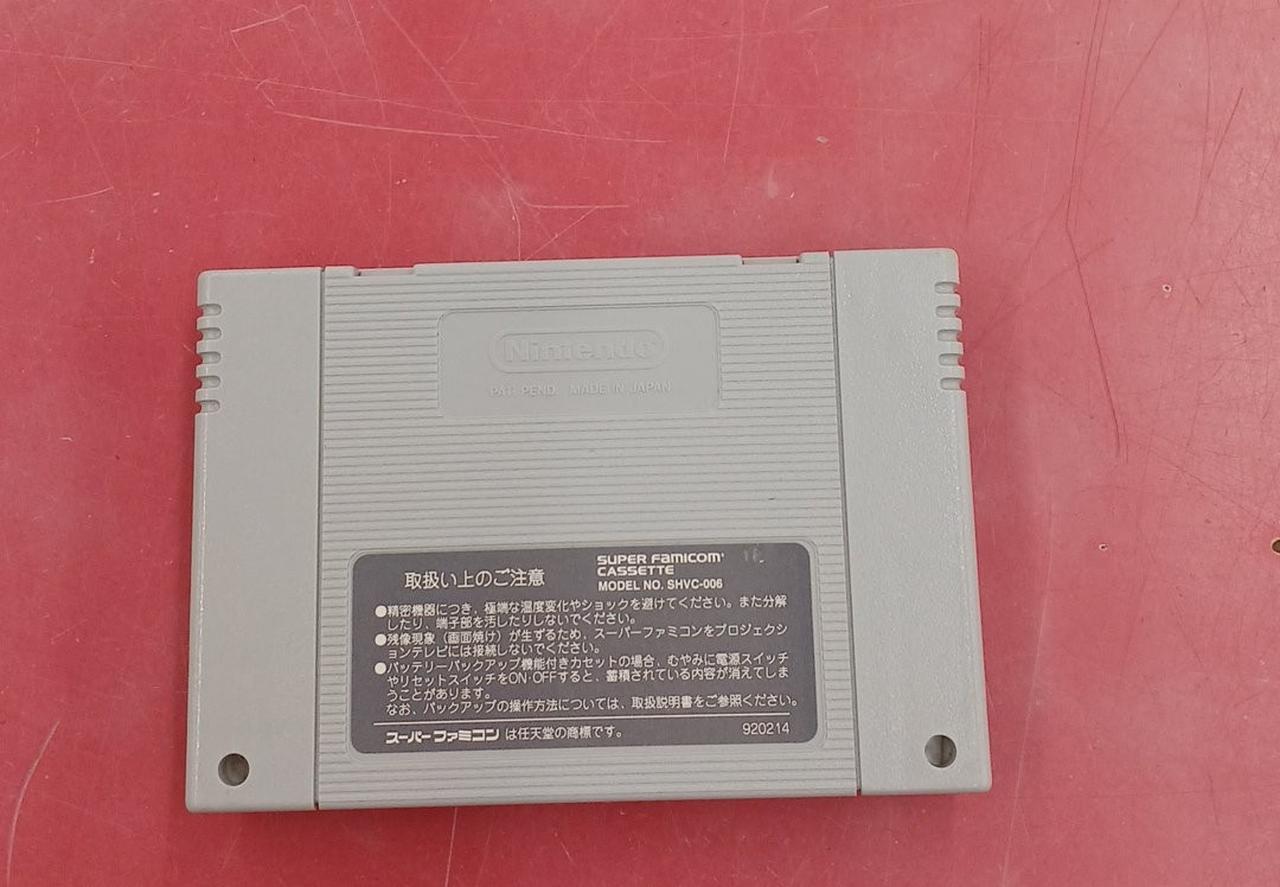 Nintendo
PAT. PEND. MADE IN JAPAN
取扱い上のご注意
SUPER FAMICOM
CASSETTE
MODEL NO. SHVC-006
●精密機器につき、極端な温度変化やショックを避けてください。また分解
したり、端子部を汚したりしないでください。
●残像現象（画面焼け）が生ずるため、スーパーファミコンをプロジェクシ
ョンテレビには接続しないでください。
●バッテリーバックアップ機能付きカセットの場合、むやみに電源スイッチ
やリセットスイッチをON·OFFすると、蓄積されている内容が消えてしま
うことがあります。
なお、バックアップの操作方法については、取扱説明書をご参照ください。
スーパーファミコン は任天堂の商標です。 920214